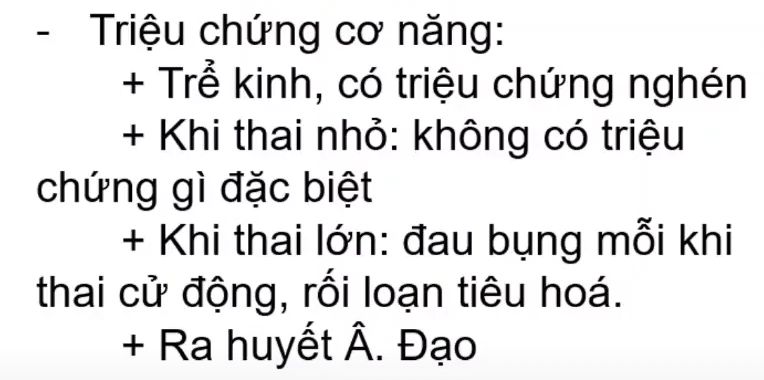 - Triệu chứng cơ năng:
+ Trể kinh, có triệu chứng nghén
+ Khi thai nhỏ: không có triệu
chứng gì đặc biệt
+ Khi thai lớn: đau bụng mỗi khi
thai cử động, rối loạn tiêu hoá.
+ Ra huyết Â. Đạo